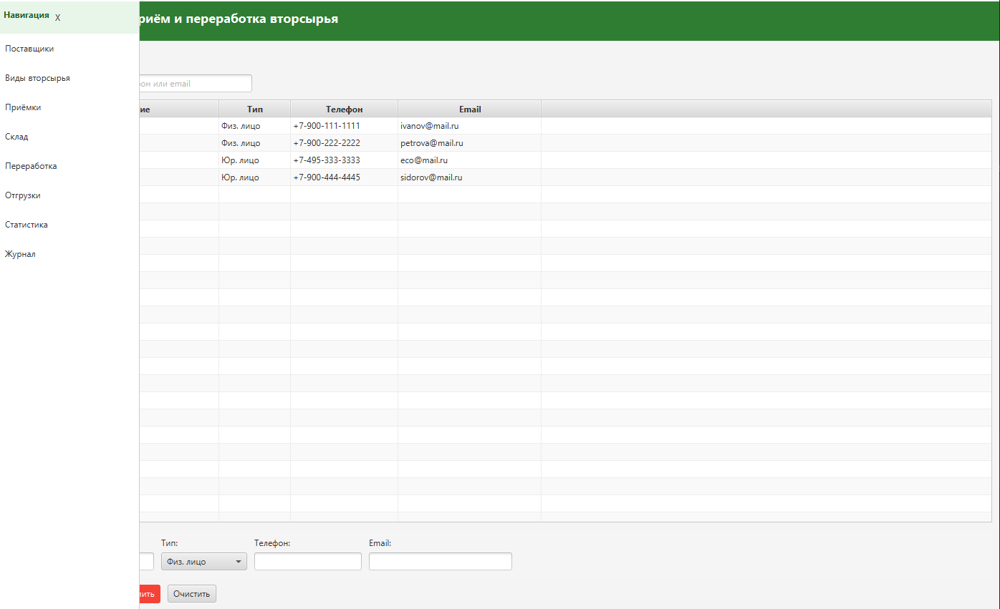 Навигация X
риём и переработка вторсырья
Поставщики
Виды вторсырья
Приёмки
Склад
Переработка
Отгрузки
Статистика
Журнал
он или email
ие Тип Телефон Email
Физ. лицо +7-900-111-1111 ivanov@mail.ru
Физ. лицо +7-900-222-2222 petrova@mail.ru
Юр. лицо +7-495-333-3333 eco@mail.ru
Юр. лицо +7-900-444-4445 sidorov@mail.ru
Тип: Телефон: Email:
Физ. лицо
ить Очистить